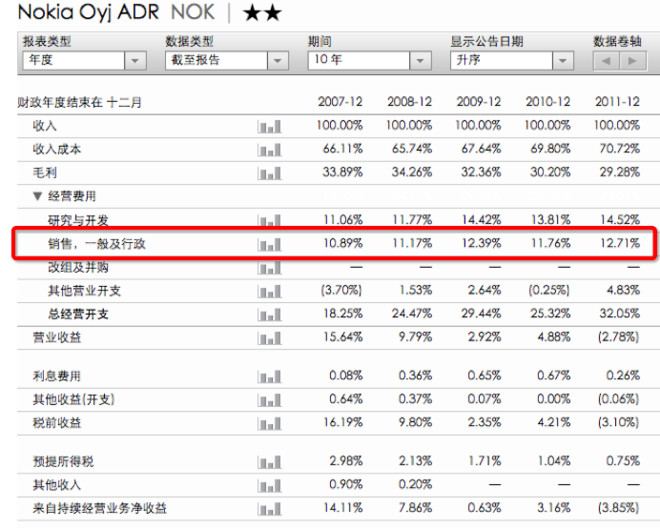 Nokia Oyj ADR NOK | ★★
报表类型 数据类型 期间 显示公告日期 数据卷轴
年度 截至报告 10 年 升序
财政年度结束在 十二月 2007-12 2008-12 2009-12 2010-12 2011-12
收入 100.00% 100.00% 100.00% 100.00% 100.00%
收入成本 66.11% 65.74% 67.64% 69.80% 70.72%
毛利 33.89% 34.26% 32.36% 30.20% 29.28%
▼ 经营费用
研究与开发 11.06% 11.77% 14.42% 13.81% 14.52%
销售，一般及行政 10.89% 11.17% 12.39% 11.76% 12.71%
改组及并购 — — — — —
其他营业开支 (3.70%) 1.53% 2.64% (0.25%) 4.83%
总经营开支 18.25% 24.47% 29.44% 25.32% 32.05%
营业收益 15.64% 9.79% 2.92% 4.88% (2.78%)
利息费用 0.08% 0.36% 0.65% 0.67% 0.26%
其他收益(开支) 0.64% 0.37% 0.07% 0.00% (0.06%)
税前收益 16.19% 9.80% 2.35% 4.21% (3.10%)
预提所得税 2.98% 2.13% 1.71% 1.04% 0.75%
其他收入 0.90% 0.20% — — —
来自持续经营业务净收益 14.11% 7.86% 0.63% 3.16% (3.85%)